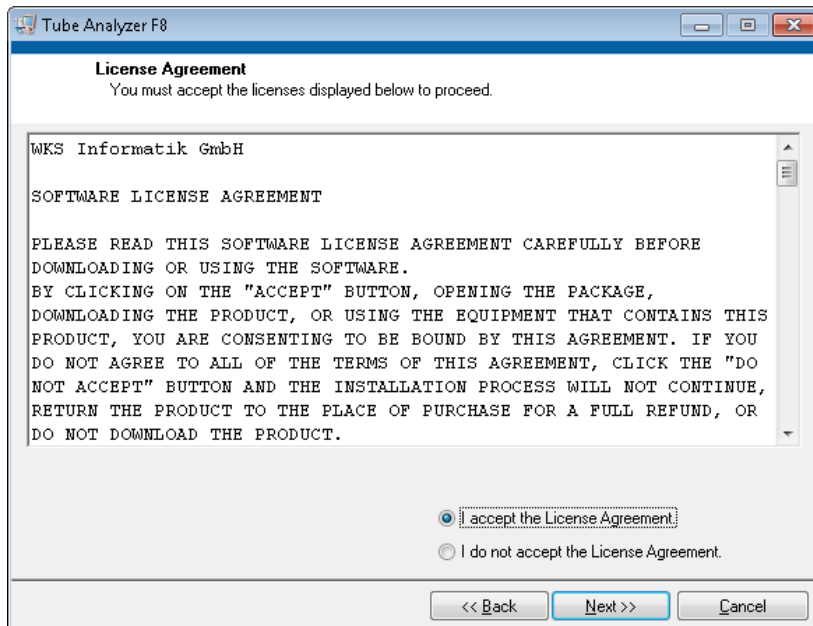 Tube Analyzer F8
License Agreement
You must accept the licenses displayed below to proceed.
WKS Informatik GmbH
SOFTWARE LICENSE AGREEMENT
PLEASE READ THIS SOFTWARE LICENSE AGREEMENT CAREFULLY BEFORE
DOWNLOADING OR USING THE SOFTWARE.
BY CLICKING ON THE "ACCEPT" BUTTON, OPENING THE PACKAGE,
DOWNLOADING THE PRODUCT, OR USING THE EQUIPMENT THAT CONTAINS THIS
PRODUCT, YOU ARE CONSENTING TO BE BOUND BY THIS AGREEMENT. IF YOU
DO NOT AGREE TO ALL OF THE TERMS OF THIS AGREEMENT, CLICK THE "DO
NOT ACCEPT" BUTTON AND THE INSTALLATION PROCESS WILL NOT CONTINUE,
RETURN THE PRODUCT TO THE PLACE OF PURCHASE FOR A FULL REFUND, OR
DO NOT DOWNLOAD THE PRODUCT.
I accept the License Agreement.
I do not accept the License Agreement.
<< Back Next >> Cancel